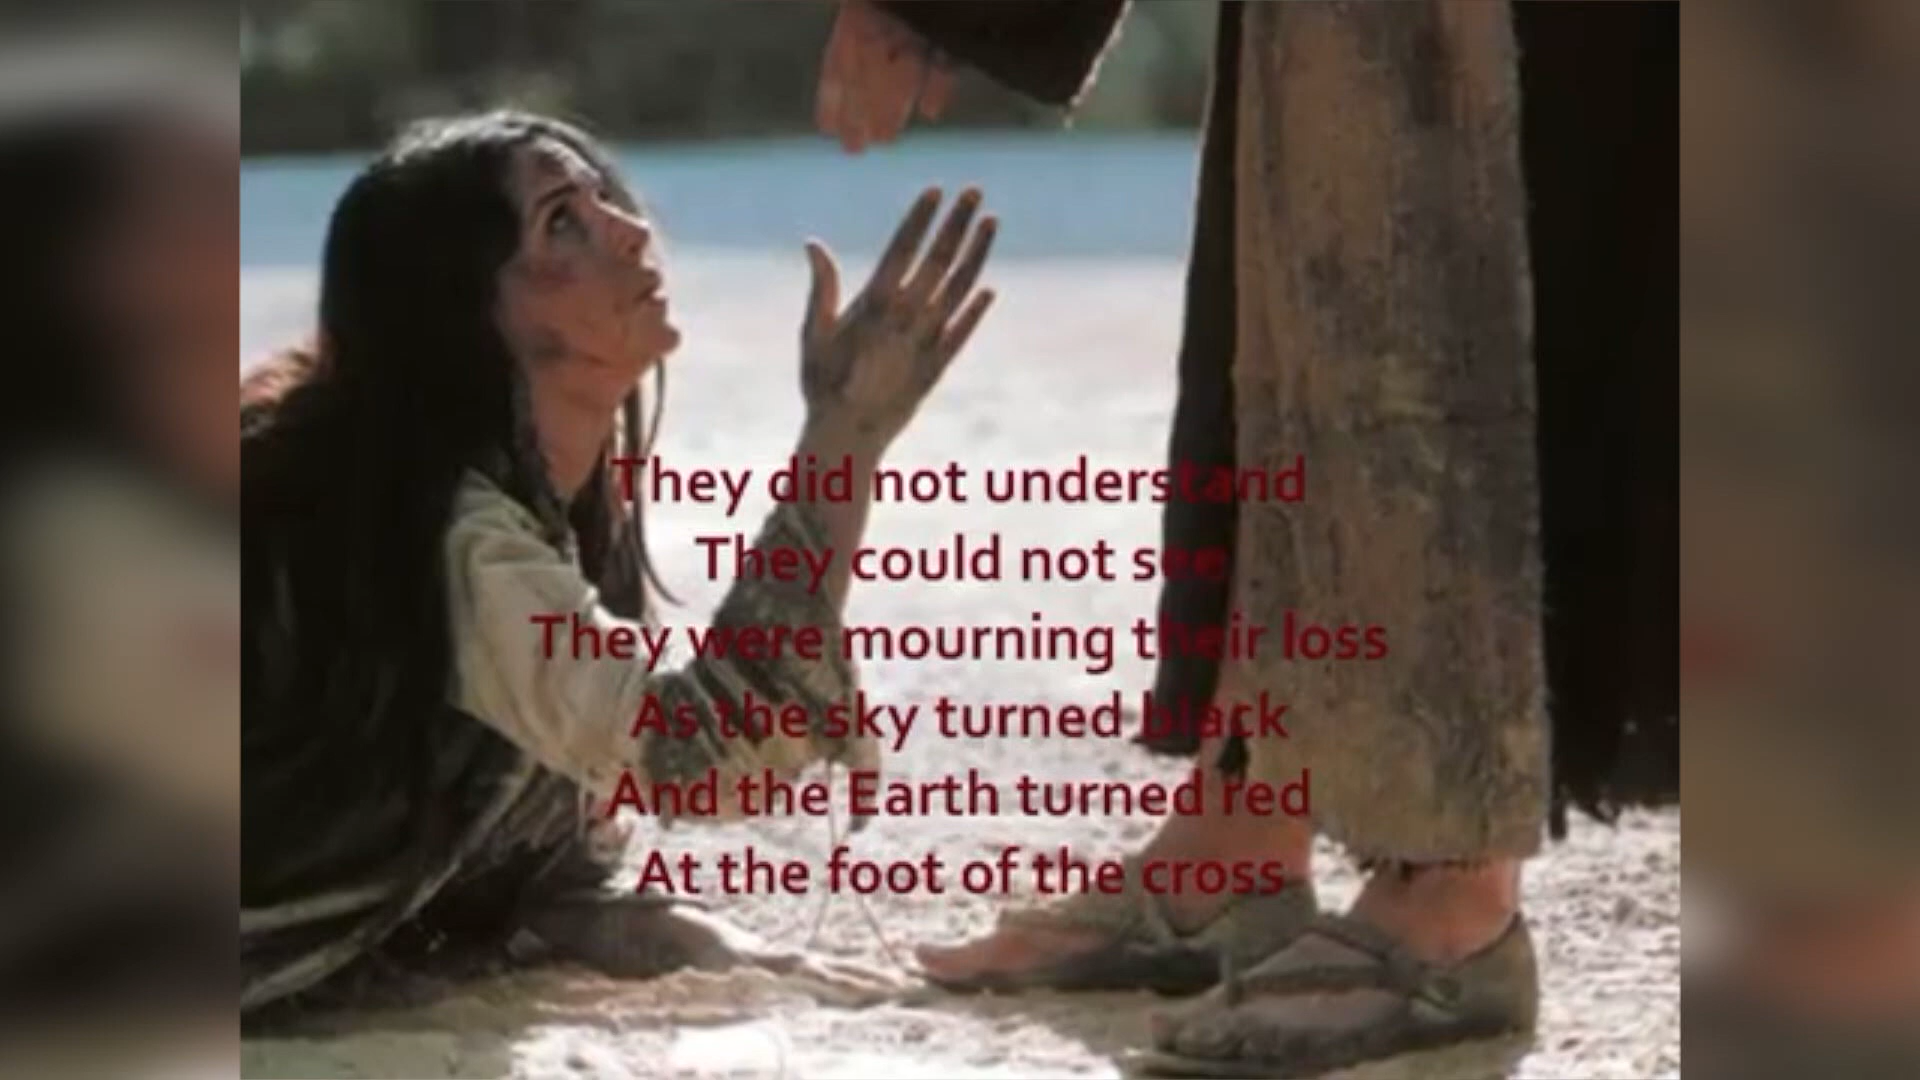 They did not understand
They could not see
They were mourning their loss
As the sky turned black
And the Earth turned red
At the foot of the cross